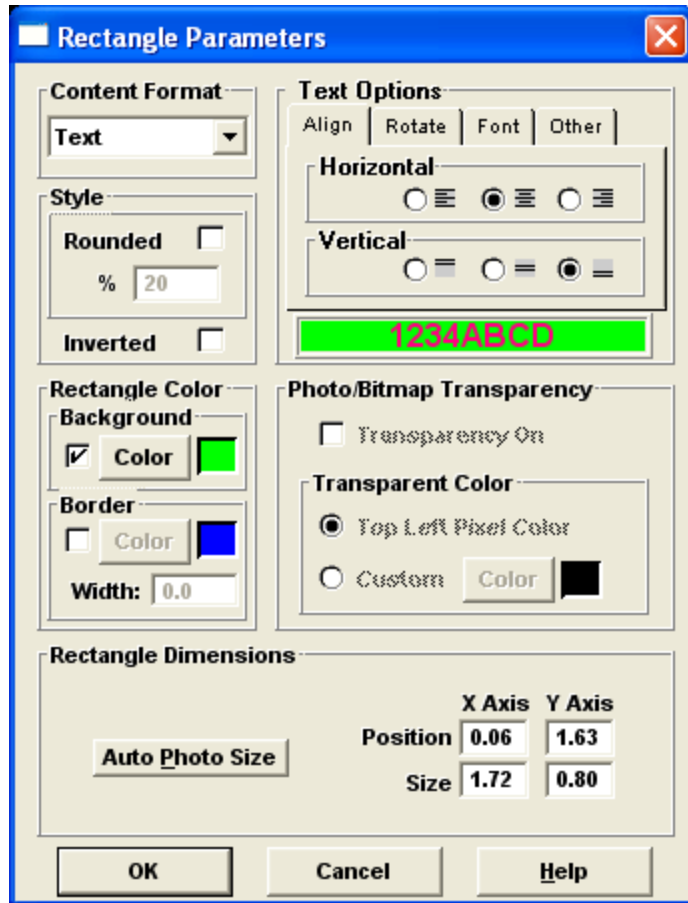 Rectangle Parameters
Content Format
Text
Style
Rounded
% 20
Inverted
Text Options
Align Rotate Font Other
Horizontal
Vertical
1234ABCD
Rectangle Color
Background
Color
Border
Color
Width: 0.0
Photo/Bitmap Transparency
Transparency On
Transparent Color
Top Left Pixel Color
Custom Color
Rectangle Dimensions
X Axis Y Axis
Position 0.06 1.63
Auto Photo Size
Size 1.72 0.80
OK Cancel Help